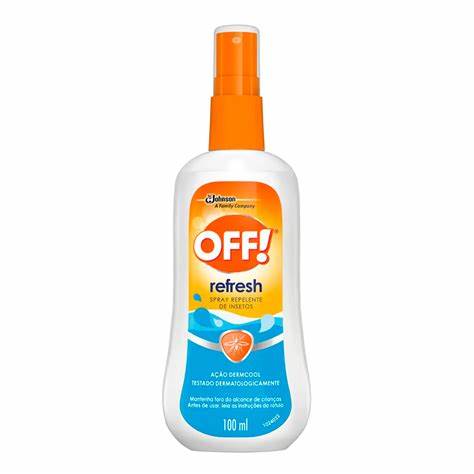 SC Johnson
A Family Company
OFF!®
refresh
SPRAY REPELENTE
DE INSETOS
AÇÃO DERMCOOL
TESTADO DERMATOLOGICAMENTE
Mantenha fora do alcance de crianças
Antes de usar, leia as instruções do rótulo
100 ml